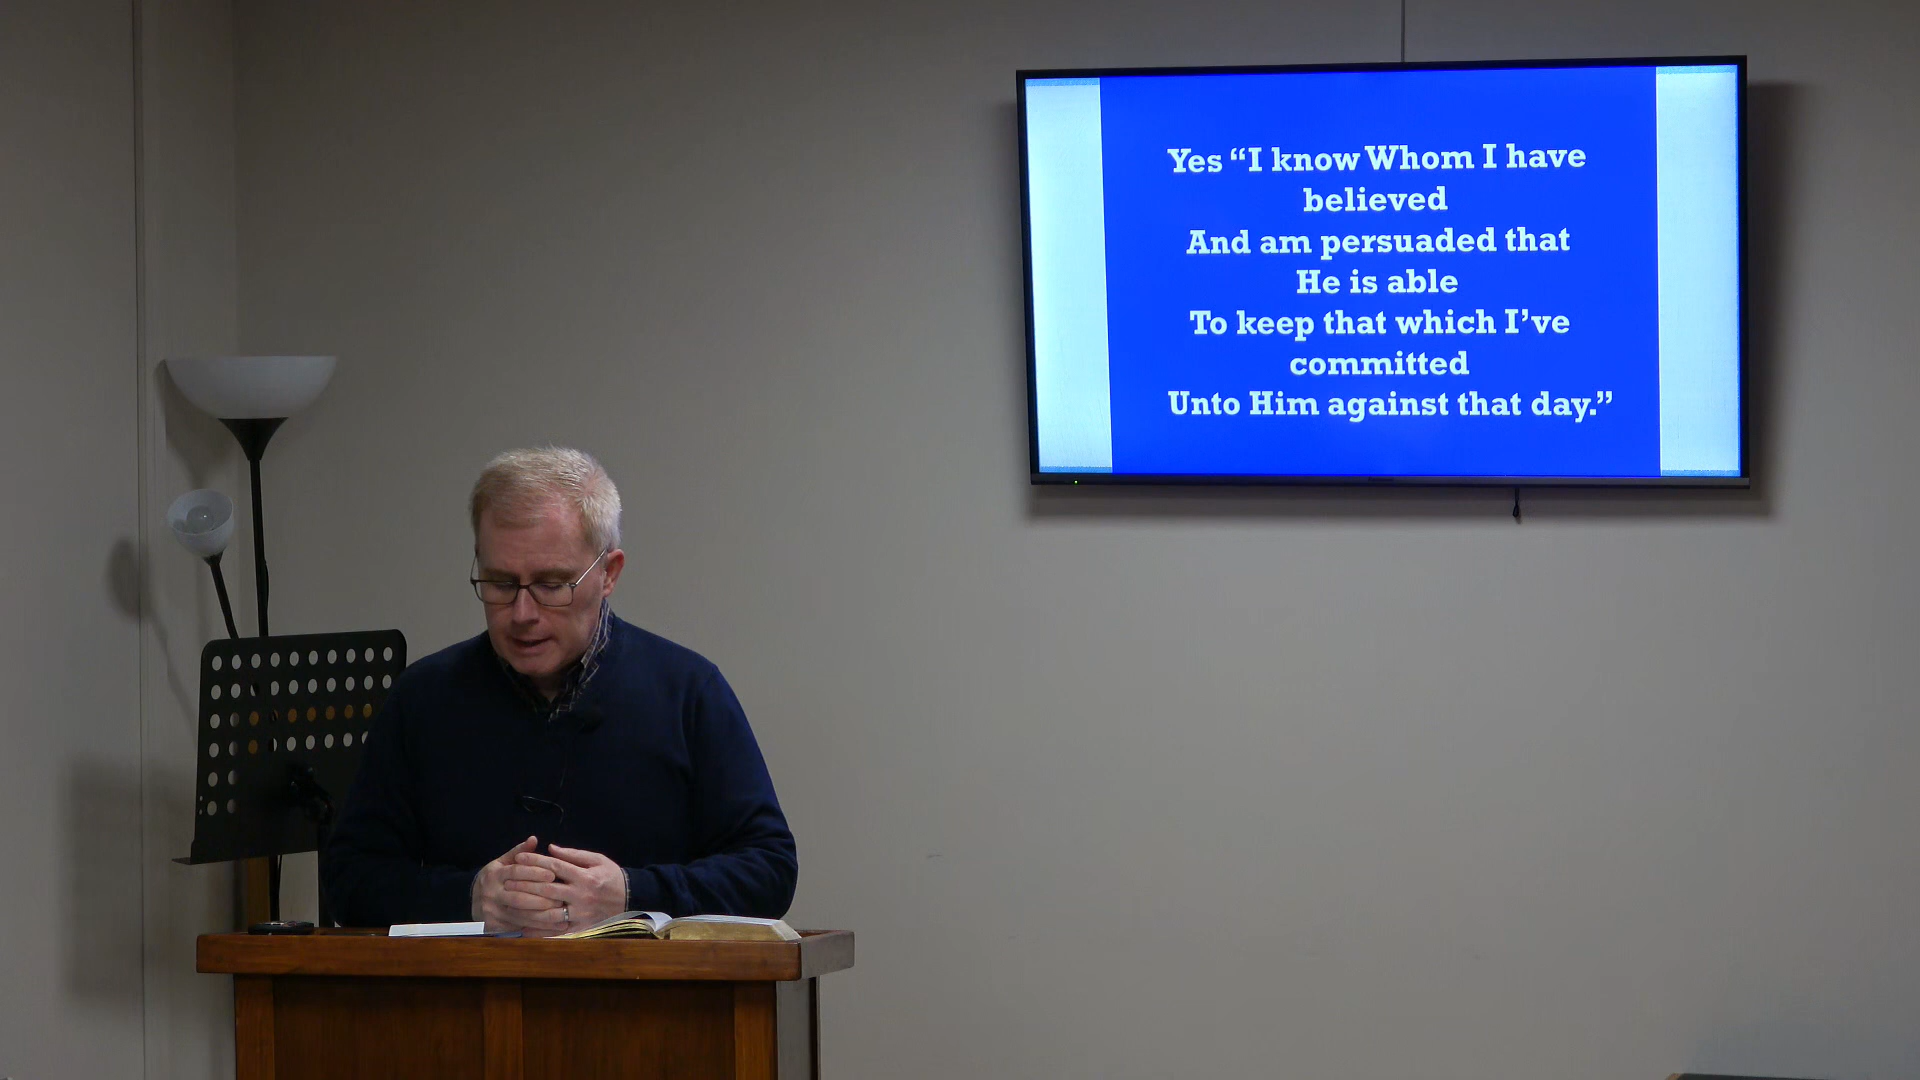 Yes “I know Whom I have
believed
And am persuaded that
He is able
To keep that which I’ve
committed
Unto Him against that day.”